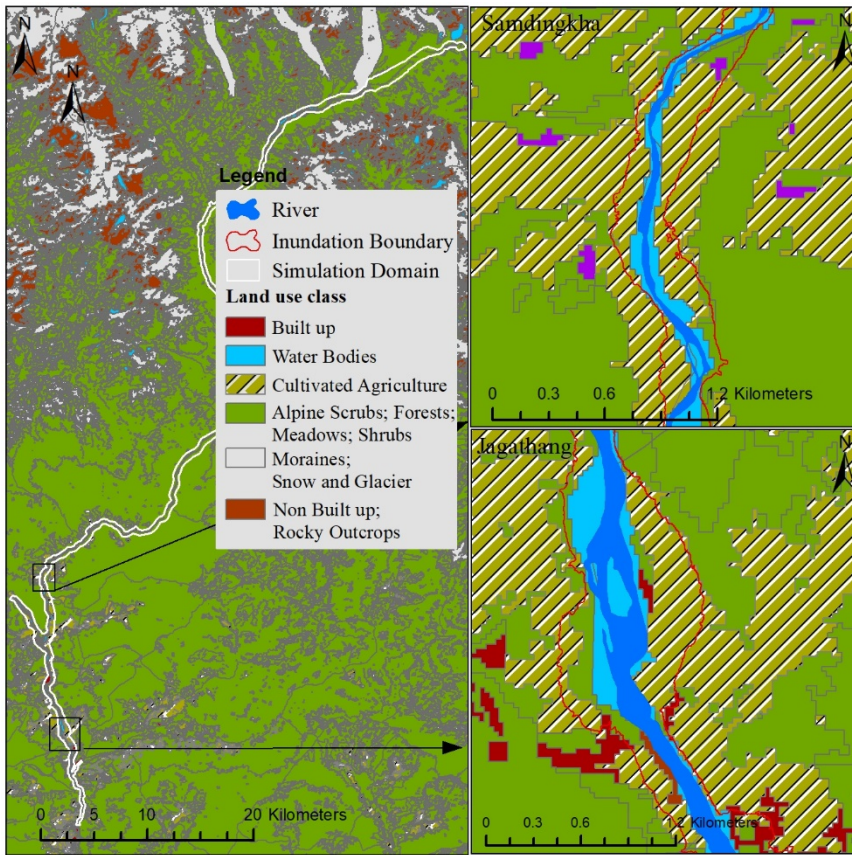 N
N
Legend
River
Inundation Boundary
Simulation Domain
Land use class
Built up
Water Bodies
Cultivated Agriculture
Alpine Scrubs; Forests;
Meadows; Shrubs
Moraines;
Snow and Glacier
Non Built up;
Rocky Outcrops
0 5 10 20 Kilometers
Samdingkha
N
0 0.3 0.6 1.2 Kilometers
Jagathang
N
0 0.3 0.6 1.2 Kilometers